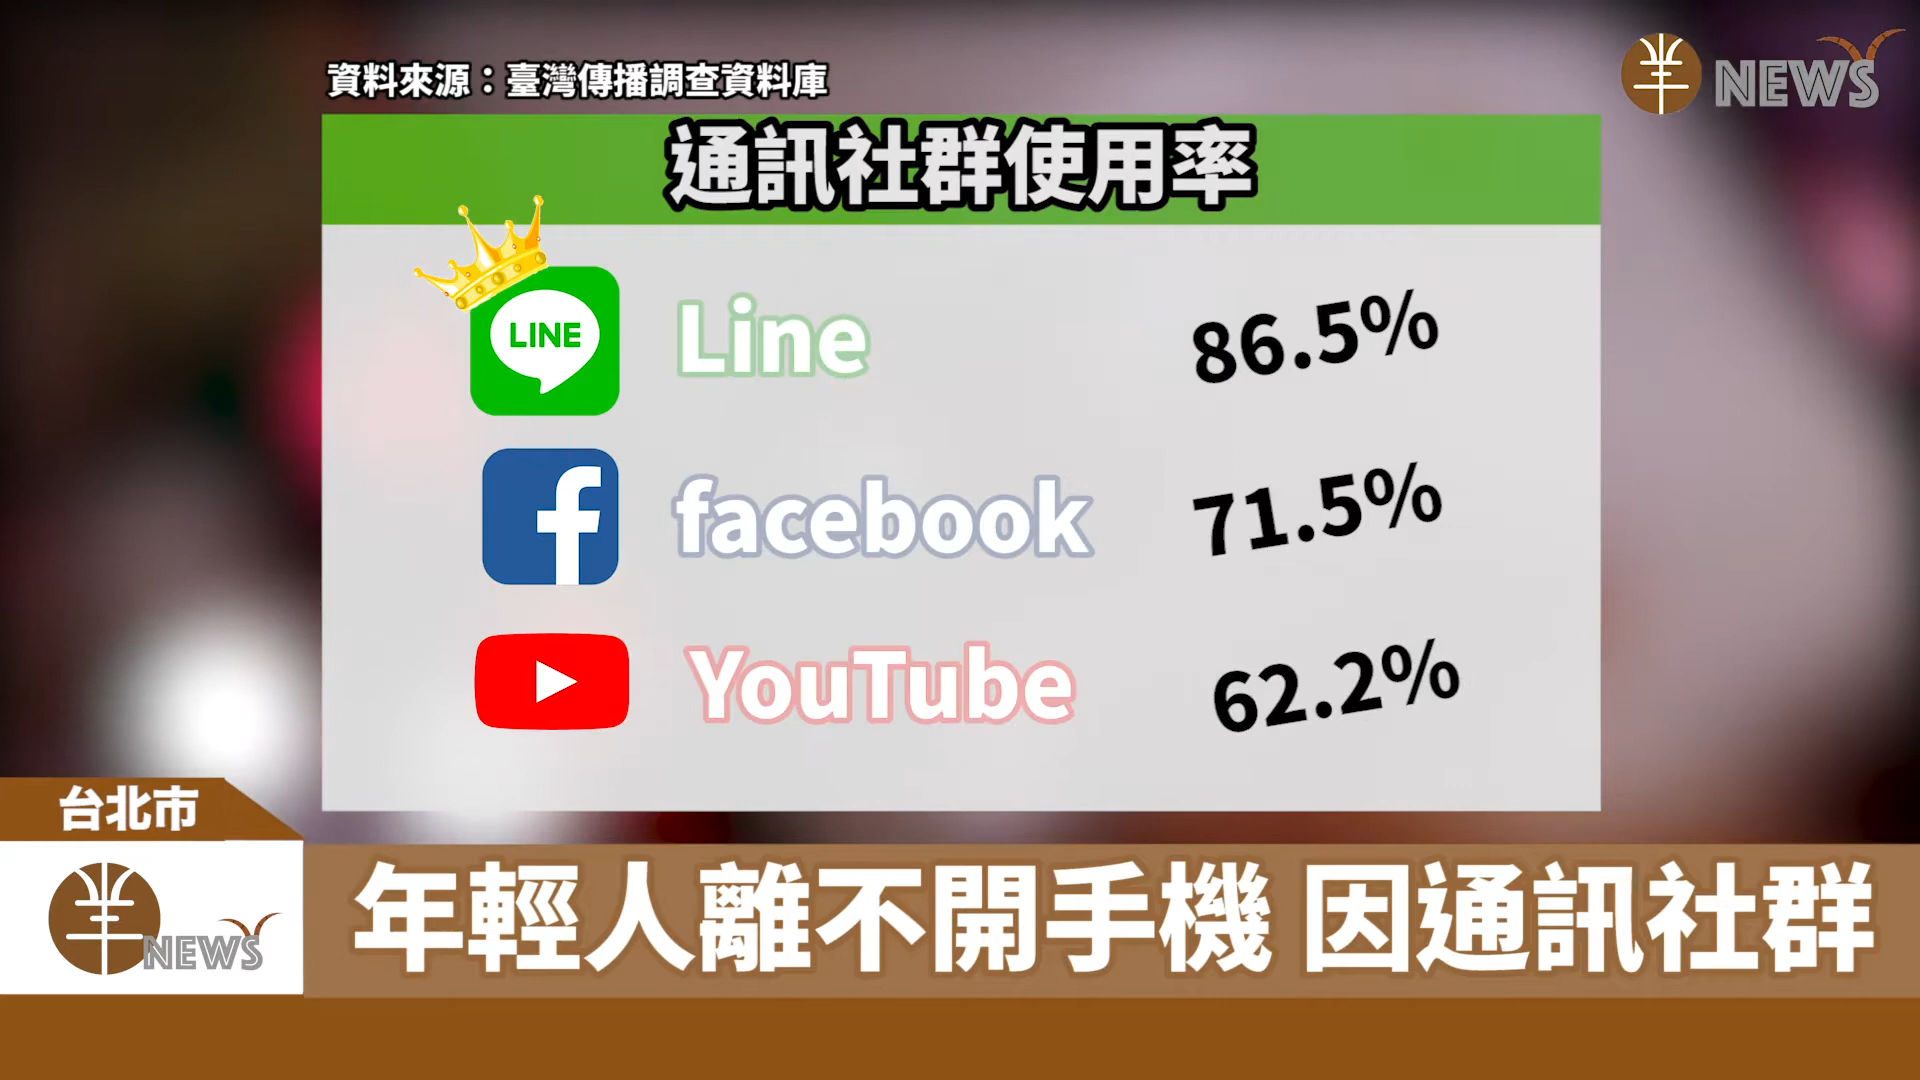 資料來源：臺灣傳播調查資料庫
NEWS
通訊社群使用率
LINE
Line
86.5%
facebook
71.5%
YouTube
62.2%
台北市
NEWS
年輕人離不開手機 因通訊社群